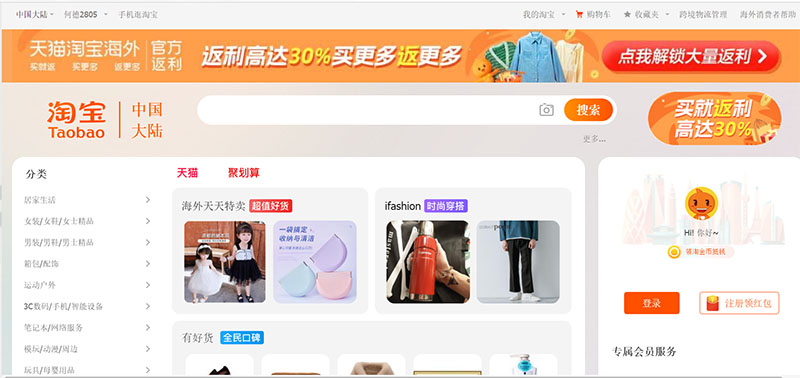 中国大陆
何德2805
手机逛淘宝
我的淘宝
购物车
收藏夹
跨境物流管理
海外消费者帮助
天猫淘宝海外
官方
返利
买就返 买更多 返更多
返利高达30%买更多返更多
点我解锁大量返利
淘宝
Taobao
中国
大陆
搜索
更多...
买就返利
高达30%
分类
天猫
聚划算
居家生活
女装/女鞋/女士精品
男装/男鞋/男士精品
箱包/配饰
运动户外
3C数码/手机/智能设备
笔记本/网络服务
模玩/动漫/周边
玩具/母婴用品
海外天天特卖 超值好货
一袋搞定
收纳与清洁
ifashion 时尚穿搭
有好货 全民口碑
Hi! 你好~
领淘金币抵钱
登录
注册领红包
专属会员服务